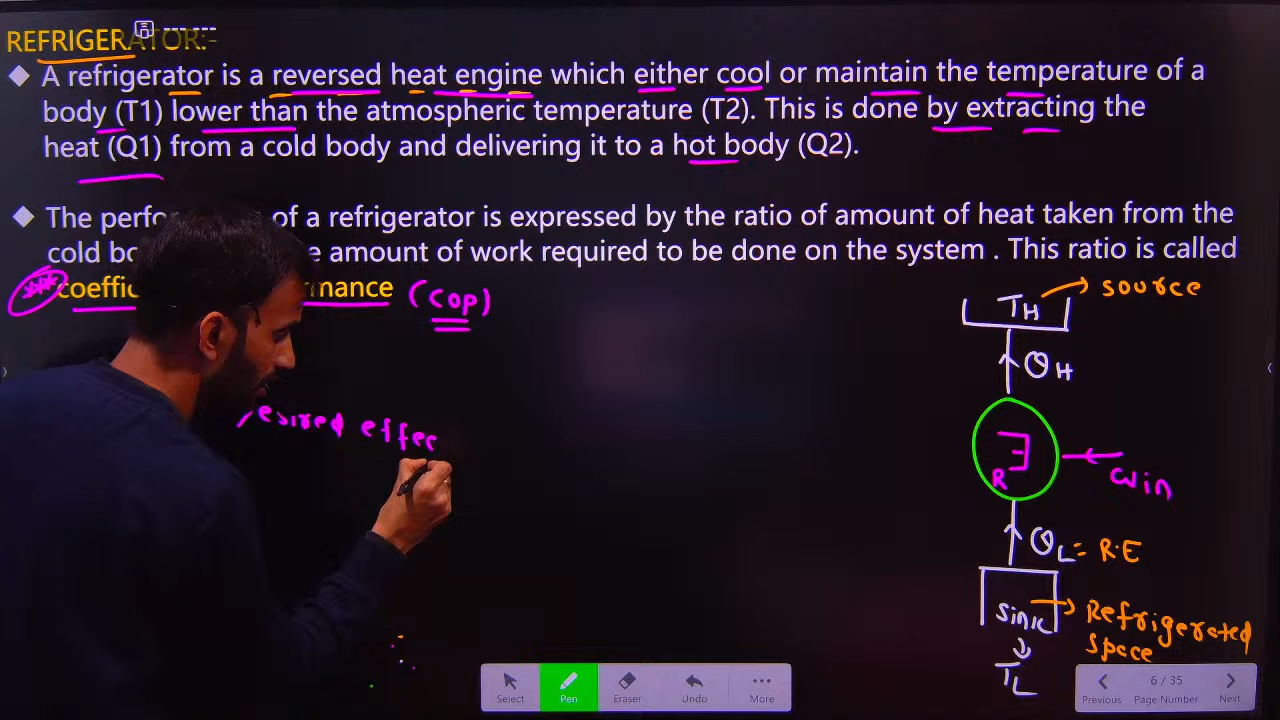 REFRIGERATOR:-
◆ A refrigerator is a reversed heat engine which either cool or maintain the temperature of a
body (T1) lower than the atmospheric temperature (T2). This is done by extracting the
heat (Q1) from a cold body and delivering it to a hot body (Q2).
◆ The perfo of a refrigerator is expressed by the ratio of amount of heat taken from the
cold bo e amount of work required to be done on the system . This ratio is called
*** coeffic rmance (COP)
TH → source
QH
R E
Win
esired effec
QL = R.E
Sink → Refrigerated
space
TL
Select Pen Eraser Undo More
Previous 6 / 35 Page Number Next